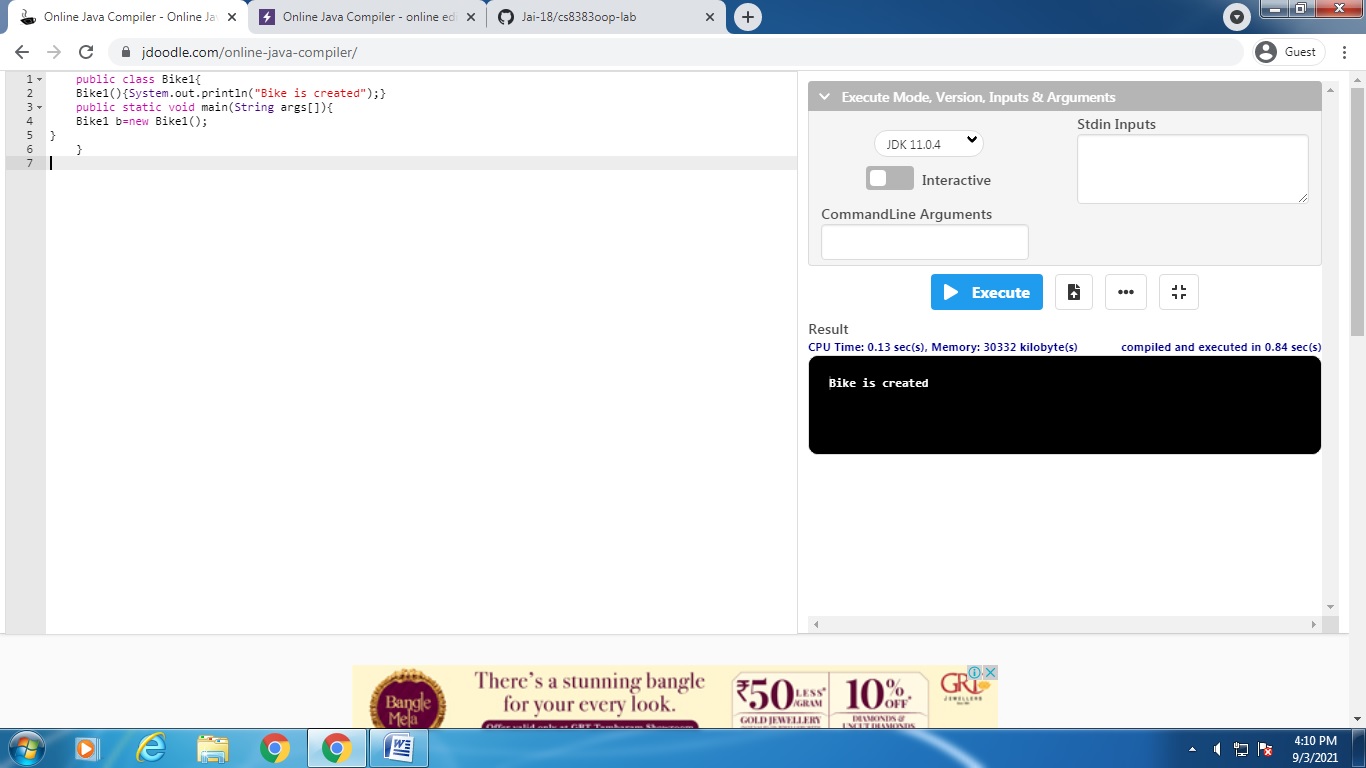 Online Java Compiler - Online Jav
Online Java Compiler - online edi
Jai-18/cs8383oop-lab
jdoodle.com/online-java-compiler/
Guest
1 public class Bike1{
2 Bike1(){System.out.println("Bike is created");}
3 public static void main(String args[]){
4 Bike1 b=new Bike1();
5 }
6 }
7
Execute Mode, Version, Inputs & Arguments
JDK 11.0.4
Stdin Inputs
Interactive
CommandLine Arguments
Execute
Result
CPU Time: 0.13 sec(s), Memory: 30332 kilobyte(s) compiled and executed in 0.84 sec(s)
Bike is created
Bangle
Mela
There's a stunning bangle
for your every look.
Offer valid only at GRT Tambaram Showroom
₹50 LESS*
/GRAM
GOLD JEWELLERY
10% OFF*
DIAMONDS &
UNCUT DIAMONDS
GRT
JEWELLERS
4:10 PM
9/3/2021